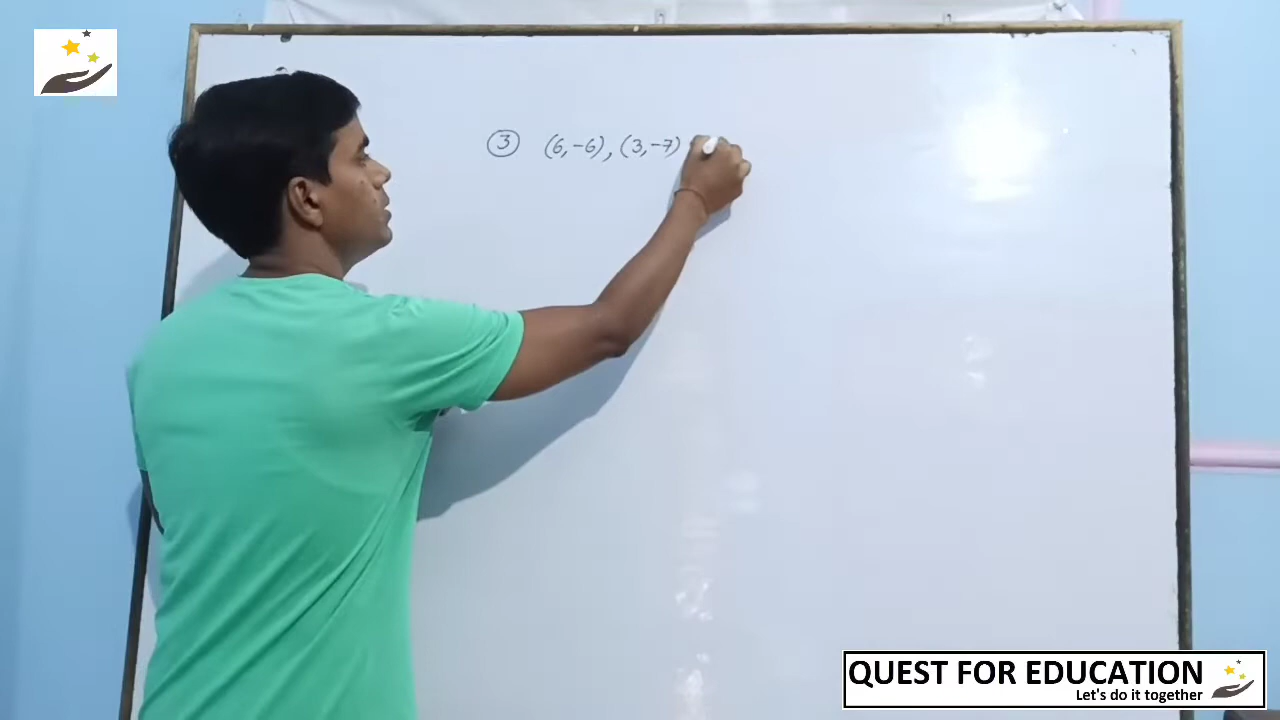 ③ (6,-6), (3,-7)
QUEST FOR EDUCATION
Let's do it together